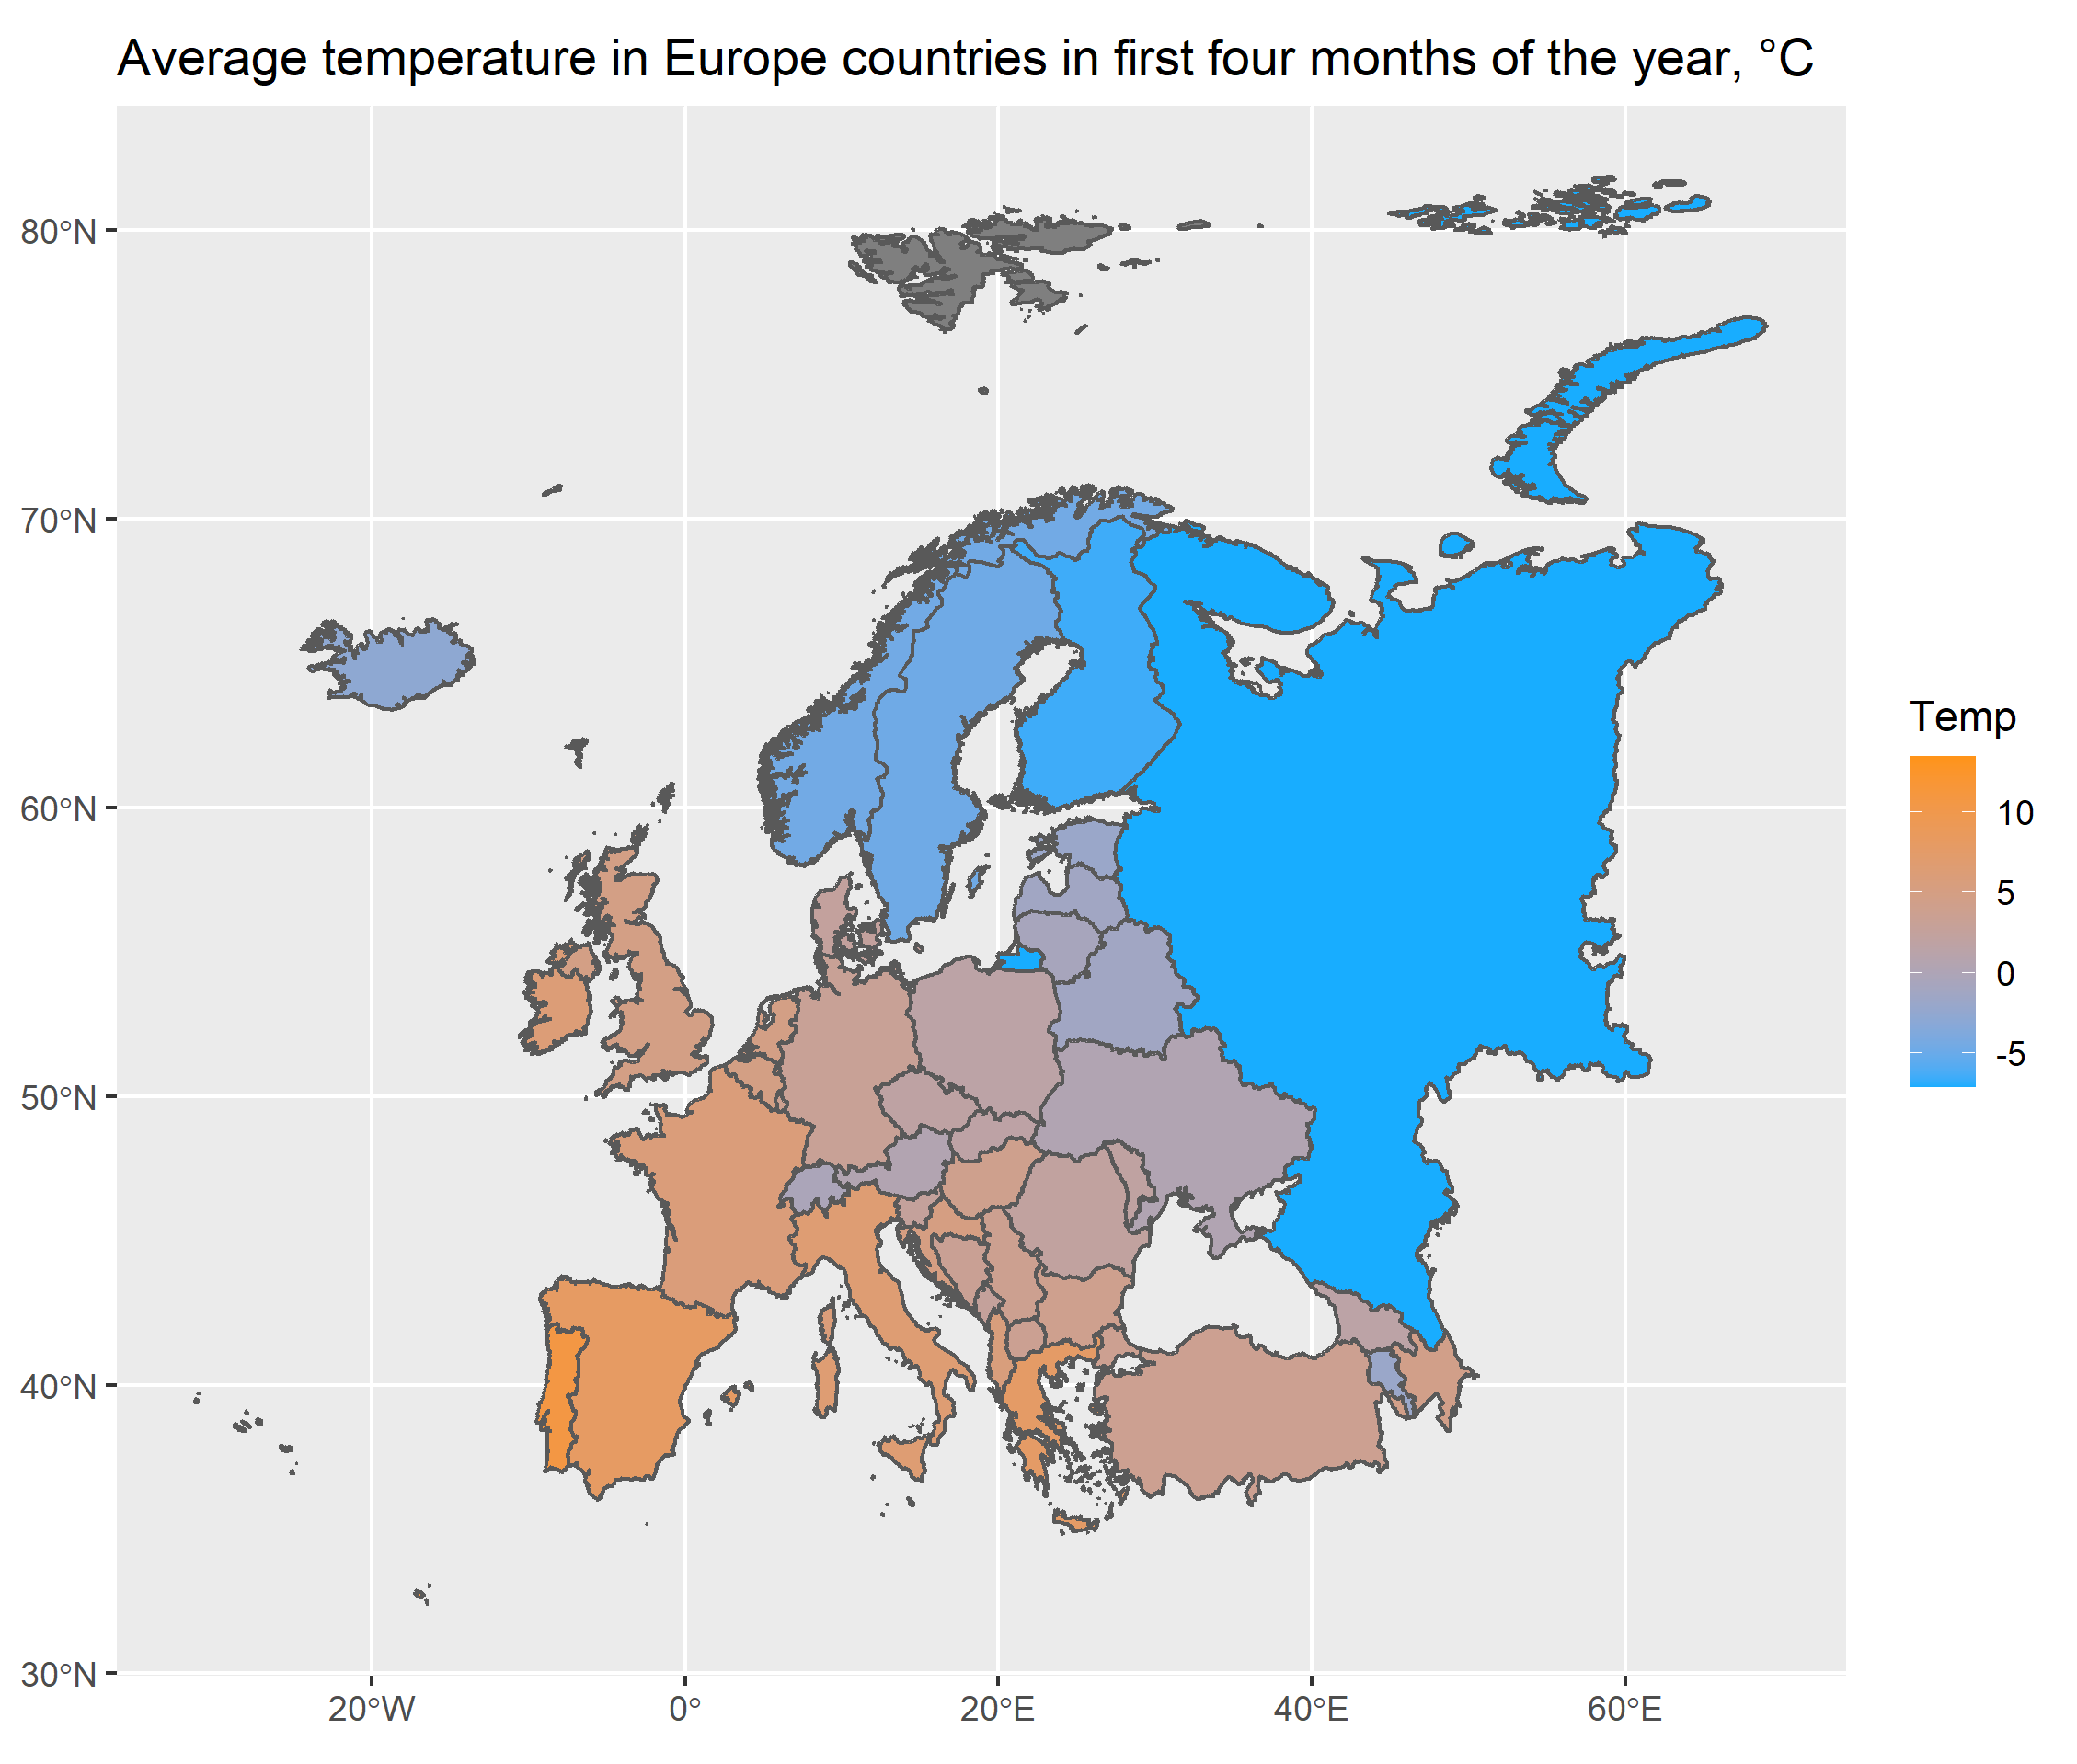 Average temperature in Europe countries in first four months of the year, °C
80°N
70°N
60°N
50°N
40°N
30°N
20°W
0°
20°E
40°E
60°E
Temp
10
5
0
-5